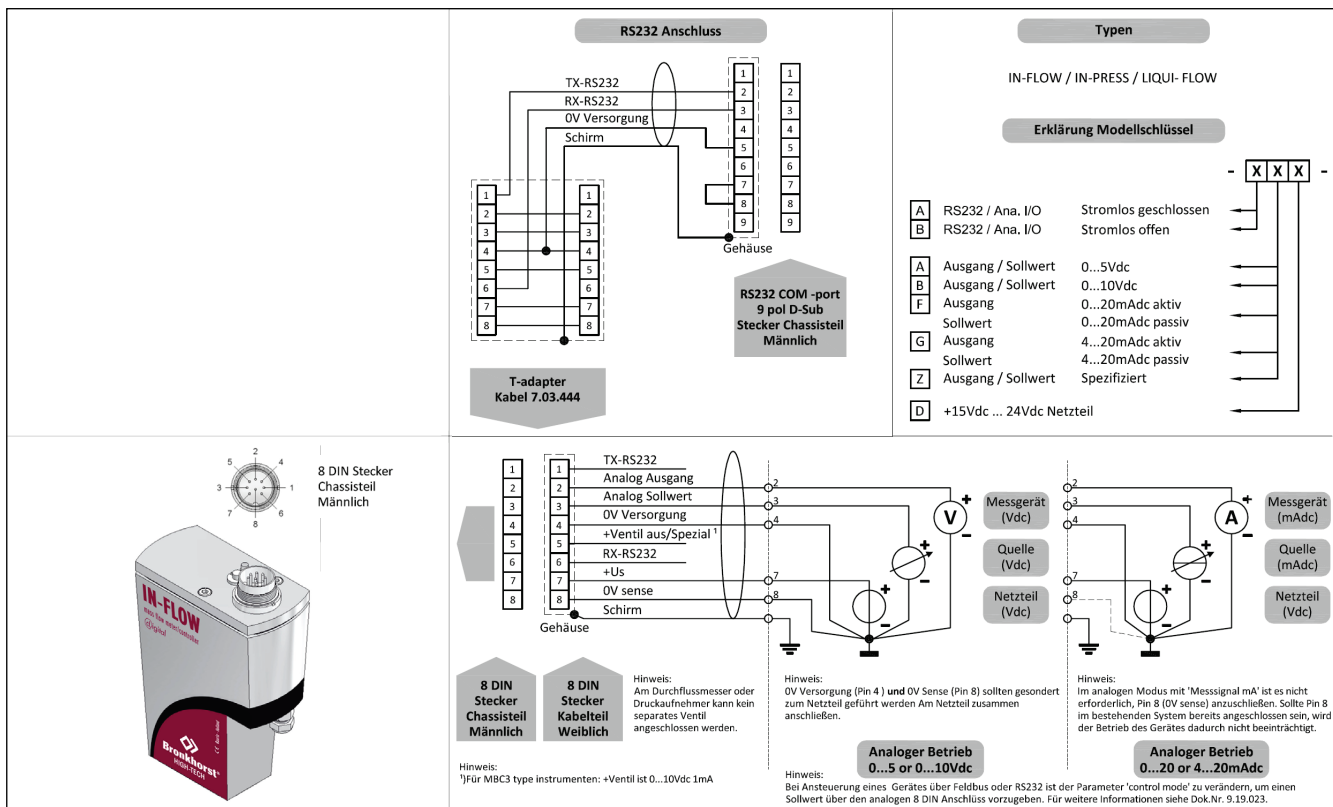 RS232 Anschluss
TX-RS232
RX-RS232
0V Versorgung
Schirm
1
2
3
4
5
6
7
8
9
1
2
3
4
5
6
7
8
9
Gehäuse
1
2
3
4
5
6
7
8
1
2
3
4
5
6
7
8
RS232 COM -port
9 pol D-Sub
Stecker Chassisteil
Männlich
T-adapter
Kabel 7.03.444
Typen
IN-FLOW / IN-PRESS / LIQUI- FLOW
Erklärung Modellschlüssel
- X X X -
A RS232 / Ana. I/O Stromlos geschlossen
B RS232 / Ana. I/O Stromlos offen
A Ausgang / Sollwert 0...5Vdc
B Ausgang / Sollwert 0...10Vdc
F Ausgang 0...20mAdc aktiv
Sollwert 0...20mAdc passiv
G Ausgang 4...20mAdc aktiv
Sollwert 4...20mAdc passiv
Z Ausgang / Sollwert Spezifiziert
D +15Vdc ... 24Vdc Netzteil
2
5 4
3 1
7 6
8
8 DIN Stecker
Chassisteil
Männlich
IN-FLOW
mass flow meter/controller
@igital
Bronkhorst®
HIGH-TECH
1
2
3
4
5
6
7
8
1
2
3
4
5
6
7
8
TX-RS232
Analog Ausgang
Analog Sollwert
0V Versorgung
+Ventil aus/Spezial ¹
RX-RS232
+Us
0V sense
Schirm
Gehäuse
8 DIN
Stecker
Chassisteil
Männlich
8 DIN
Stecker
Kabelteil
Weiblich
Hinweis:
Am Durchflussmesser oder
Druckaufnehmer kann kein
separates Ventil
angeschlossen werden.
Hinweis:
¹)Für MBC3 type instrumenten: +Ventil ist 0...10Vdc 1mA
2
3
4
7
8
+
V
-
+
-
+
-
Messgerät
(Vdc)
Quelle
(Vdc)
Netzteil
(Vdc)
Hinweis:
0V Versorgung (Pin 4 ) und 0V Sense (Pin 8) sollten gesondert
zum Netzteil geführt werden Am Netzteil zusammen
anschließen.
Analoger Betrieb
0...5 or 0...10Vdc
2
3
4
7
8
+
A
-
+
-
+
-
Messgerät
(mAdc)
Quelle
(mAdc)
Netzteil
(Vdc)
Hinweis:
Im analogen Modus mit 'Messsignal mA' ist es nicht
erforderlich, Pin 8 (0V sense) anzuschließen. Sollte Pin 8
im bestehenden System bereits angeschlossen sein, wird
der Betrieb des Gerätes dadurch nicht beeinträchtigt.
Analoger Betrieb
0...20 or 4...20mAdc
Hinweis:
Bei Ansteuerung eines Gerätes über Feldbus oder RS232 ist der Parameter 'control mode' zu verändern, um einen
Sollwert über den analogen 8 DIN Anschlüss vorzugeben. Für weitere Informationen siehe Dok.Nr. 9.19.023.